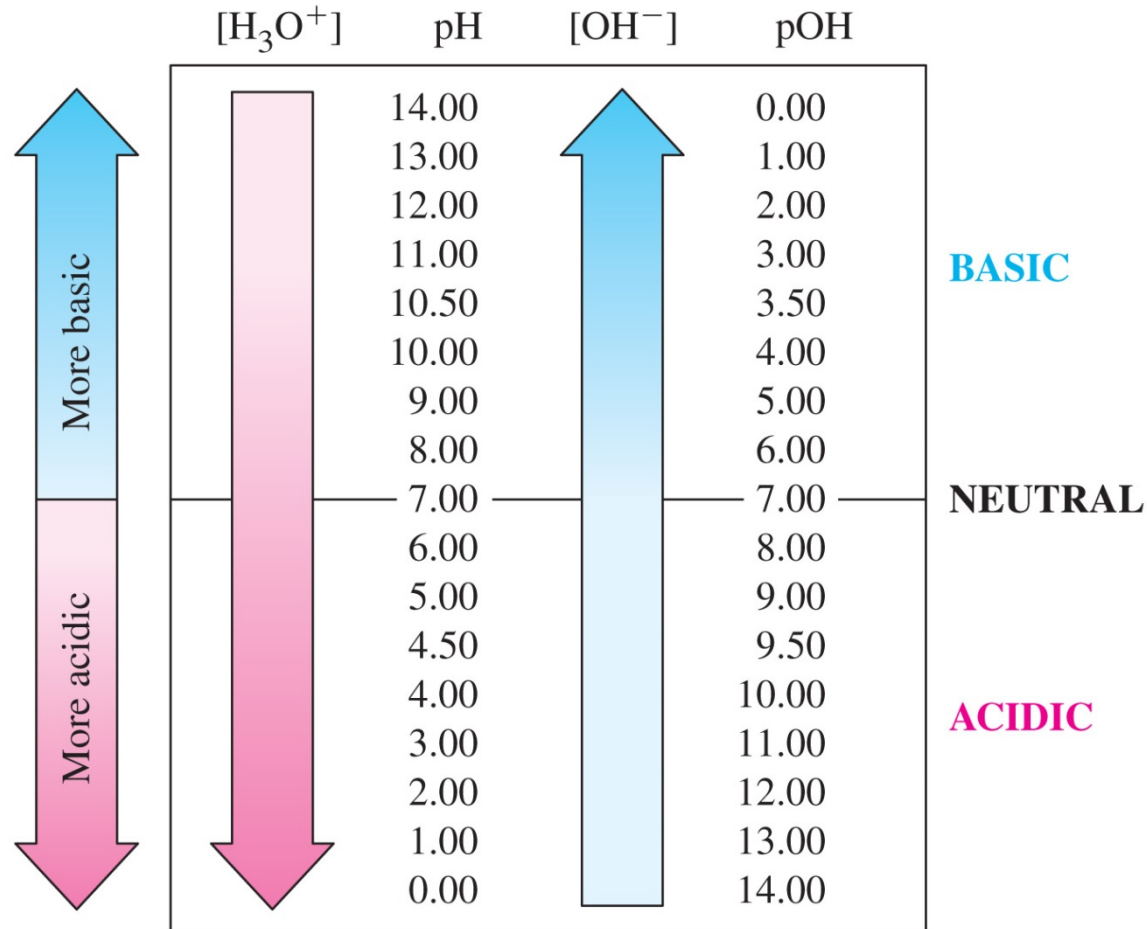 [H₃O⁺] pH [OH⁻] pOH
14.00 0.00
13.00 1.00
12.00 2.00
11.00 3.00
BASIC
10.50 3.50
10.00 4.00
9.00 5.00
8.00 6.00
More basic
7.00 7.00 NEUTRAL
6.00 8.00
5.00 9.00
4.50 9.50
4.00 10.00
ACIDIC
3.00 11.00
2.00 12.00
More acidic
1.00 13.00
0.00 14.00